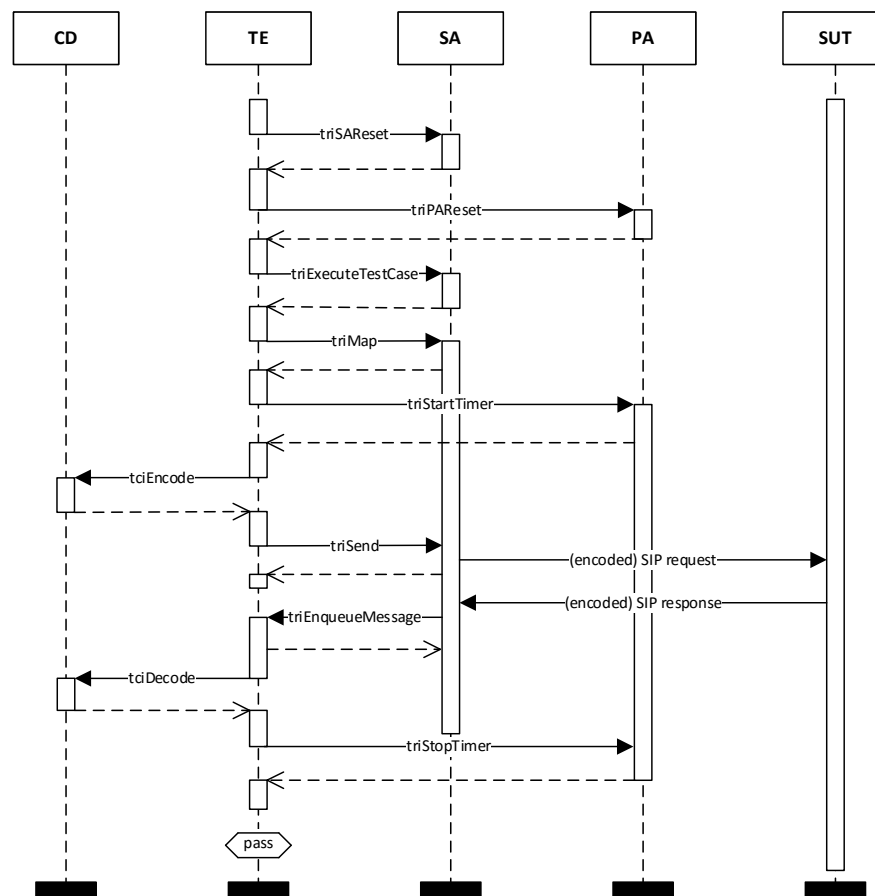 CD TE SA PA SUT
triSAReset
triPAReset
triExecuteTestCase
triMap
triStartTimer
tciEncode
triSend
(encoded) SIP request
(encoded) SIP response
triEnqueueMessage
tciDecode
triStopTimer
pass